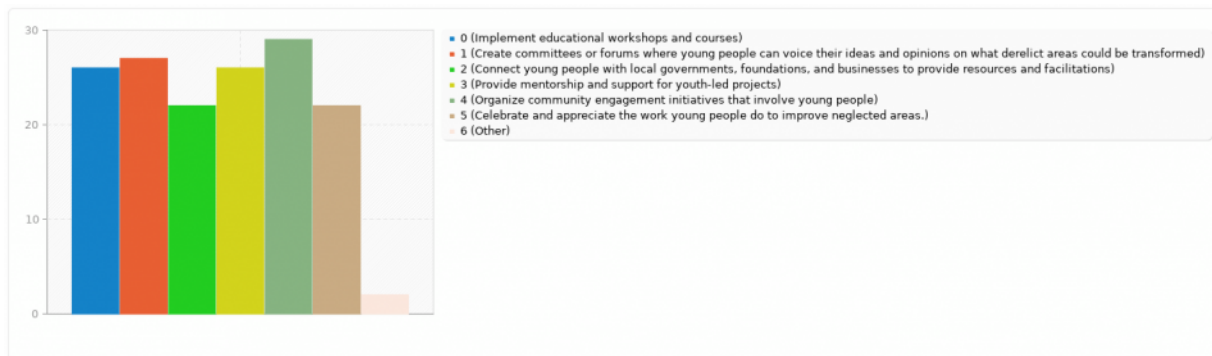 30
20
10
0
0 (Implement educational workshops and courses)
1 (Create committees or forums where young people can voice their ideas and opinions on what derelict areas could be transformed)
2 (Connect young people with local governments, foundations, and businesses to provide resources and facilitations)
3 (Provide mentorship and support for youth-led projects)
4 (Organize community engagement initiatives that involve young people)
5 (Celebrate and appreciate the work young people do to improve neglected areas.)
6 (Other)